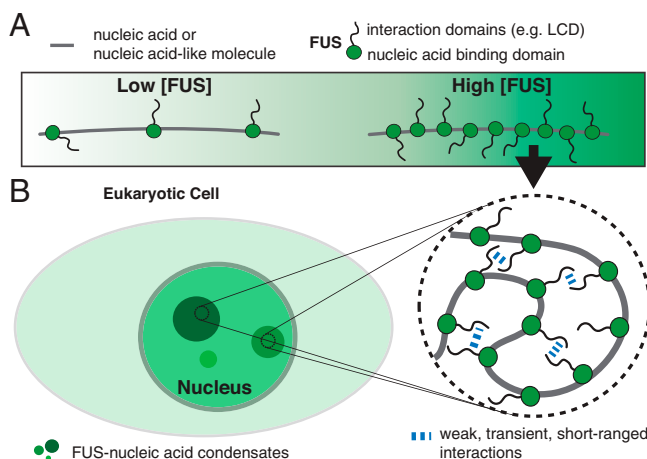 A
nucleic acid or
nucleic acid-like molecule
FUS
interaction domains (e.g. LCD)
nucleic acid binding domain
Low [FUS]
High [FUS]
B
Eukaryotic Cell
Nucleus
FUS-nucleic acid condensates
weak, transient, short-ranged
interactions